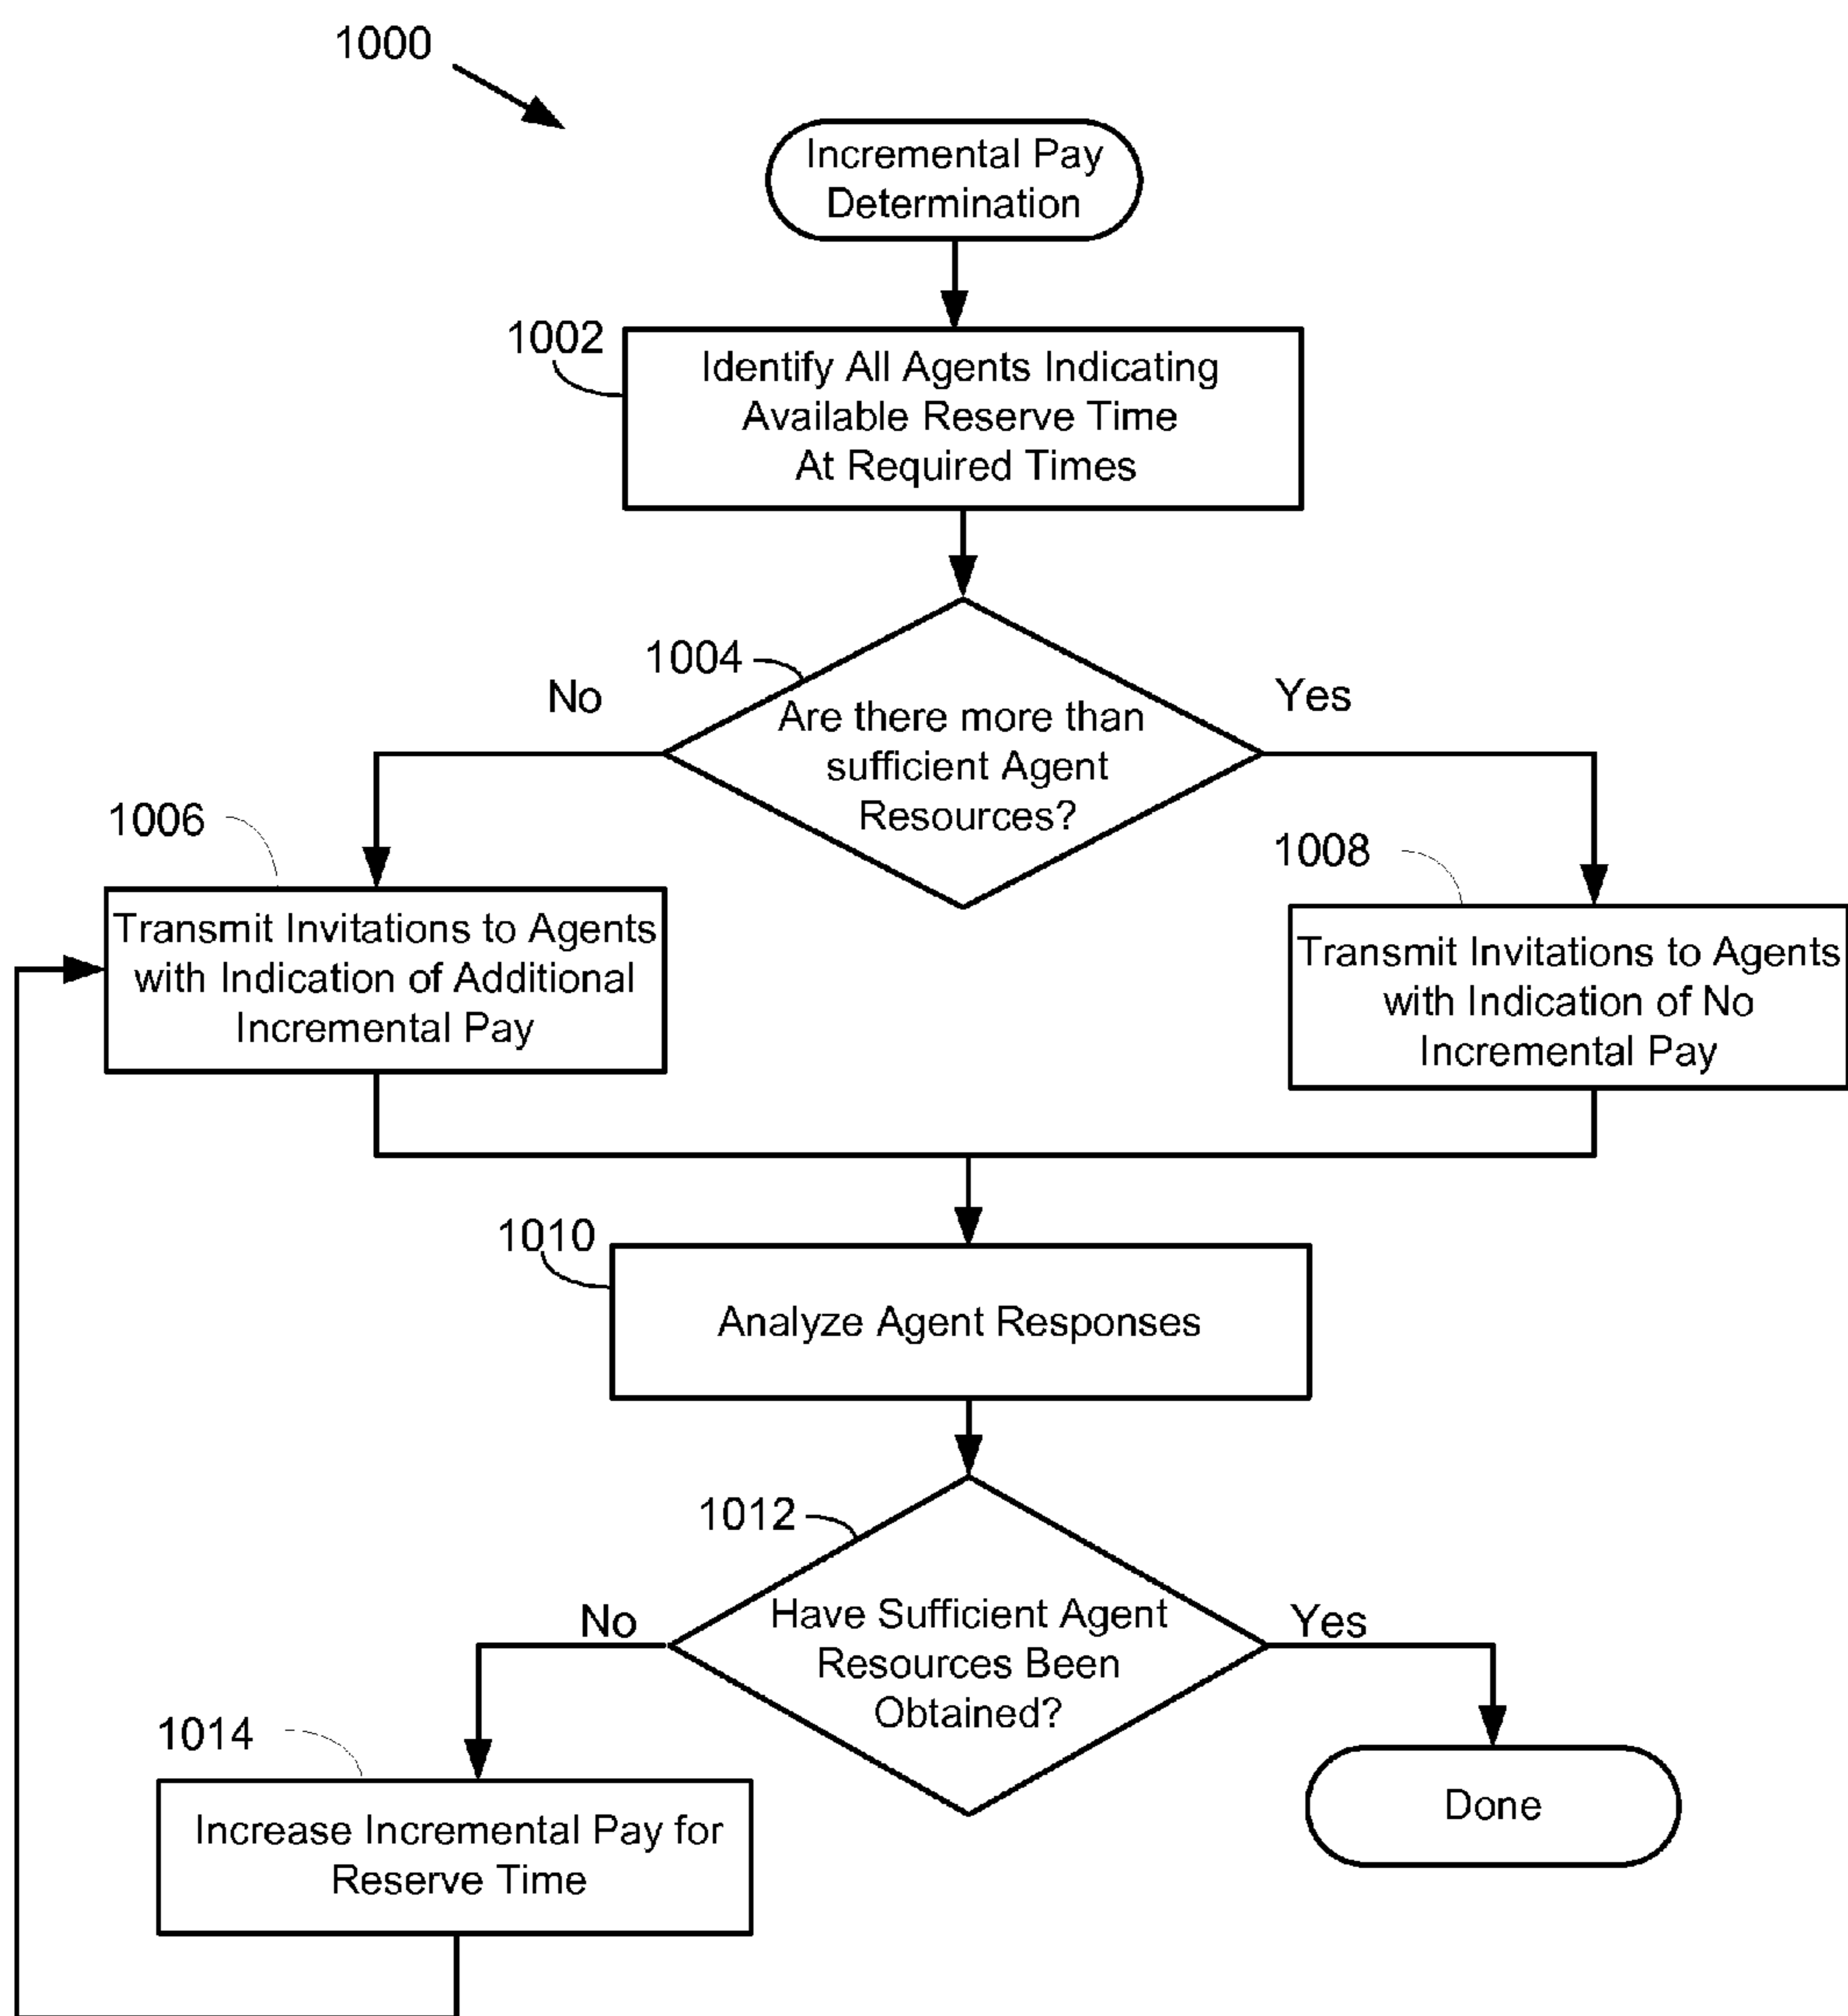 1000
Incremental Pay
Determination
1002
Identify All Agents Indicating
Available Reserve Time
At Required Times
1004
No
Yes
Are there more than
sufficient Agent
Resources?
1006
1008
Transmit Invitations to Agents
with Indication of Additional
Incremental Pay
Transmit Invitations to Agents
with Indication of No
Incremental Pay
1010
Analyze Agent Responses
1012
No
Yes
Have Sufficient Agent
Resources Been
Obtained?
1014
Increase Incremental Pay for
Reserve Time
Done